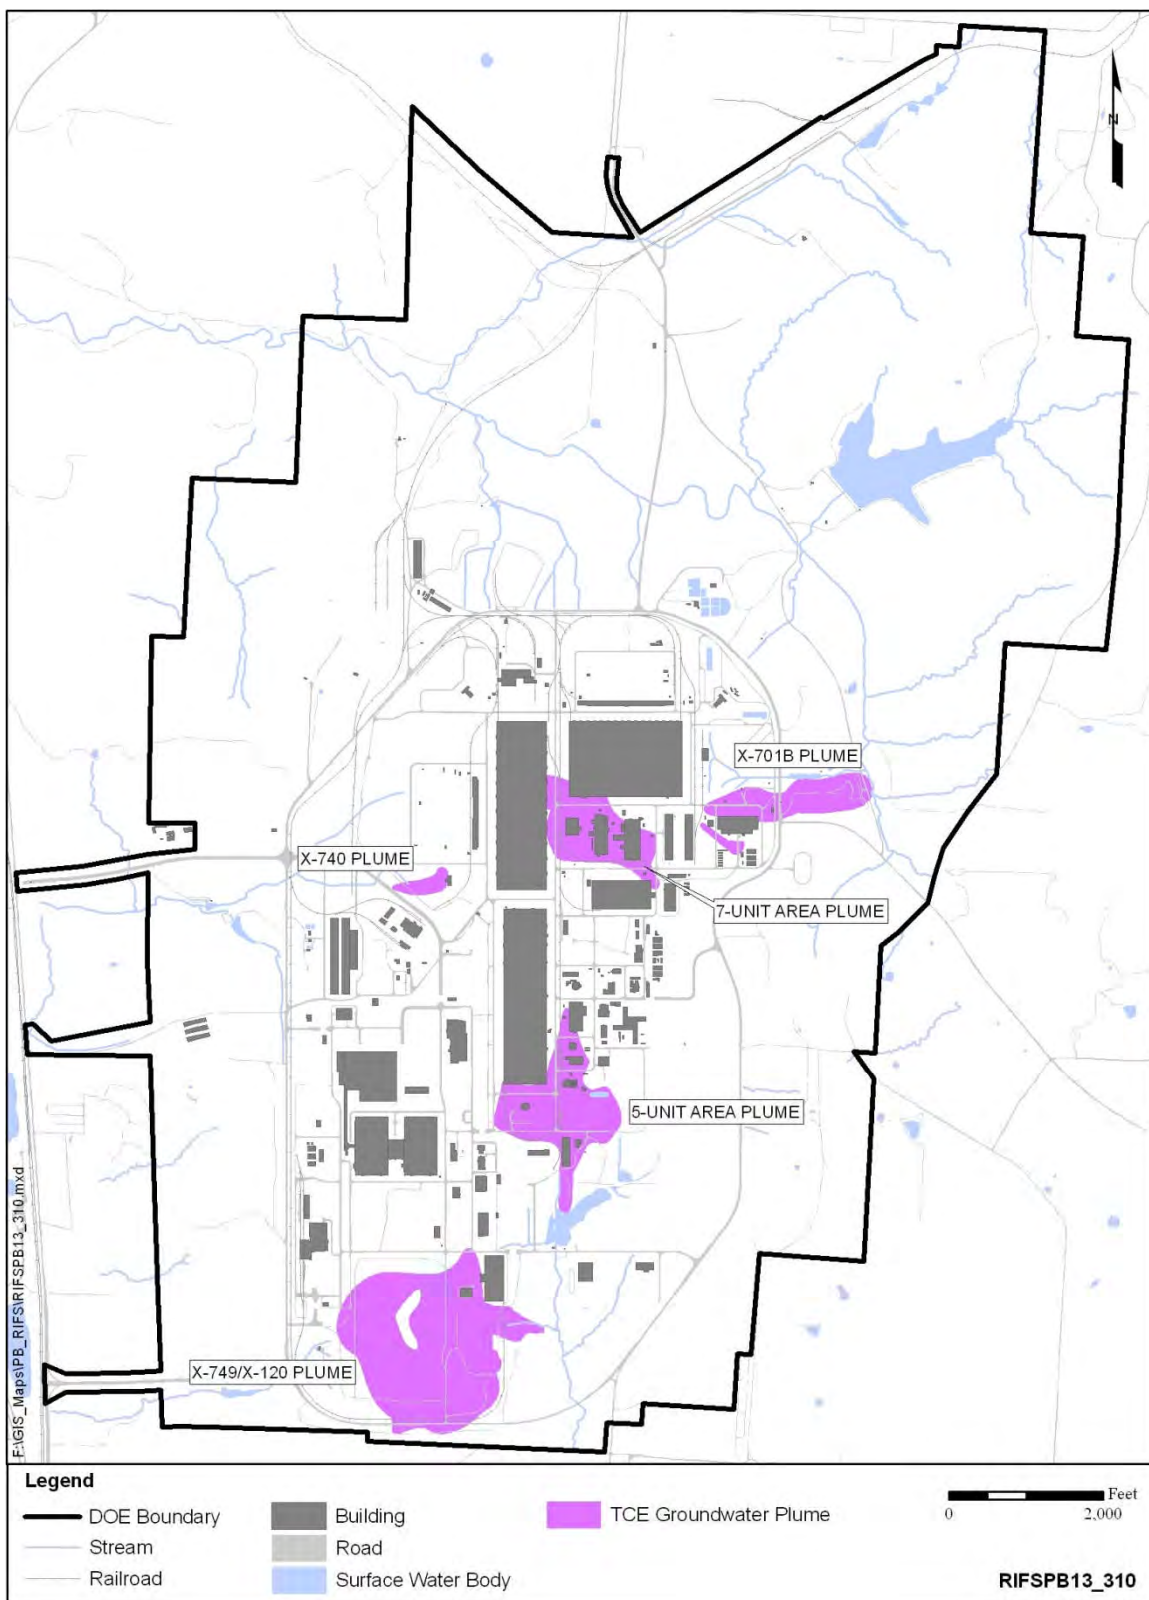 N
X-701B PLUME
X-740 PLUME
7-UNIT AREA PLUME
5-UNIT AREA PLUME
X-749/X-120 PLUME
F:\GIS_Maps\PB_RIFS\RIFSPB13_310.mxd
Legend
DOE Boundary
Stream
Railroad
Building
Road
Surface Water Body
TCE Groundwater Plume
Feet
0 2,000
RIFSPB13_310